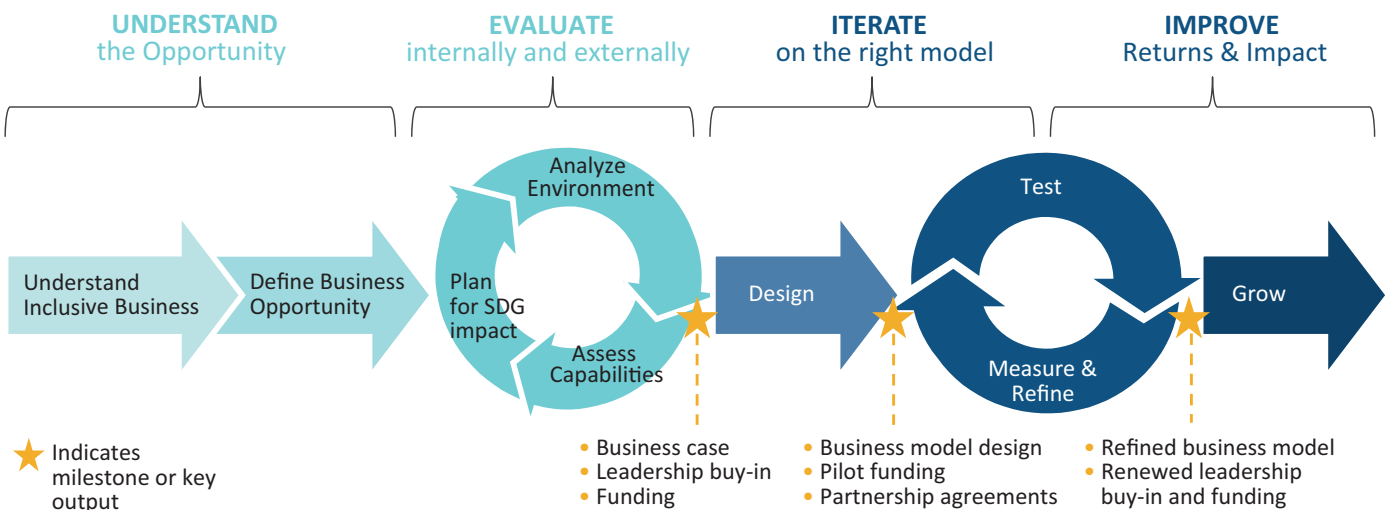 UNDERSTAND
the Opportunity
EVALUATE
internally and externally
ITERATE
on the right model
IMPROVE
Returns & Impact
Understand
Inclusive Business
Define Business
Opportunity
Analyze
Environment
Plan
for SDG
impact
Assess
Capabilities
Design
Test
Measure &
Refine
Grow
Indicates
milestone or key
output
• Business case
• Leadership buy-in
• Funding
• Business model design
• Pilot funding
• Partnership agreements
• Refined business model
• Renewed leadership
buy-in and funding